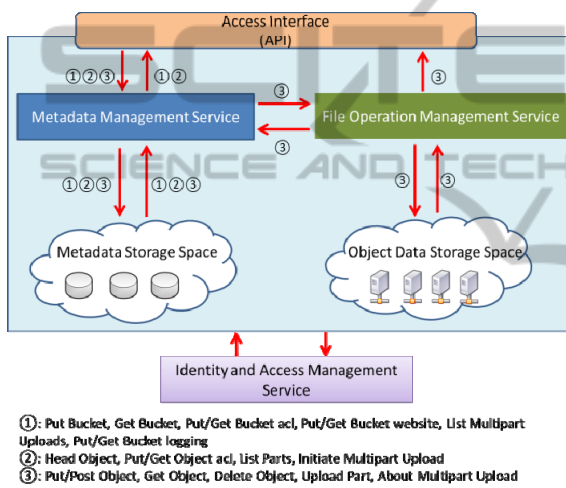 Access Interface
(API)
①②③
①②
③
③
Metadata Management Service
File Operation Management Service
③
SCITE
SCIENCE AND TECH
①②③
①②③
③
③
Metadata Storage Space
Object Data Storage Space
Identity and Access Management
Service
①: Put Bucket, Get Bucket, Put/Get Bucket acl, Put/Get Bucket website, List Multipart
Uploads, Put/Get Bucket logging
②: Head Object, Put/Get Object acl, List Parts, Initiate Multipart Upload
③: Put/Post Object, Get Object, Delete Object, Upload Part, About Multipart Upload